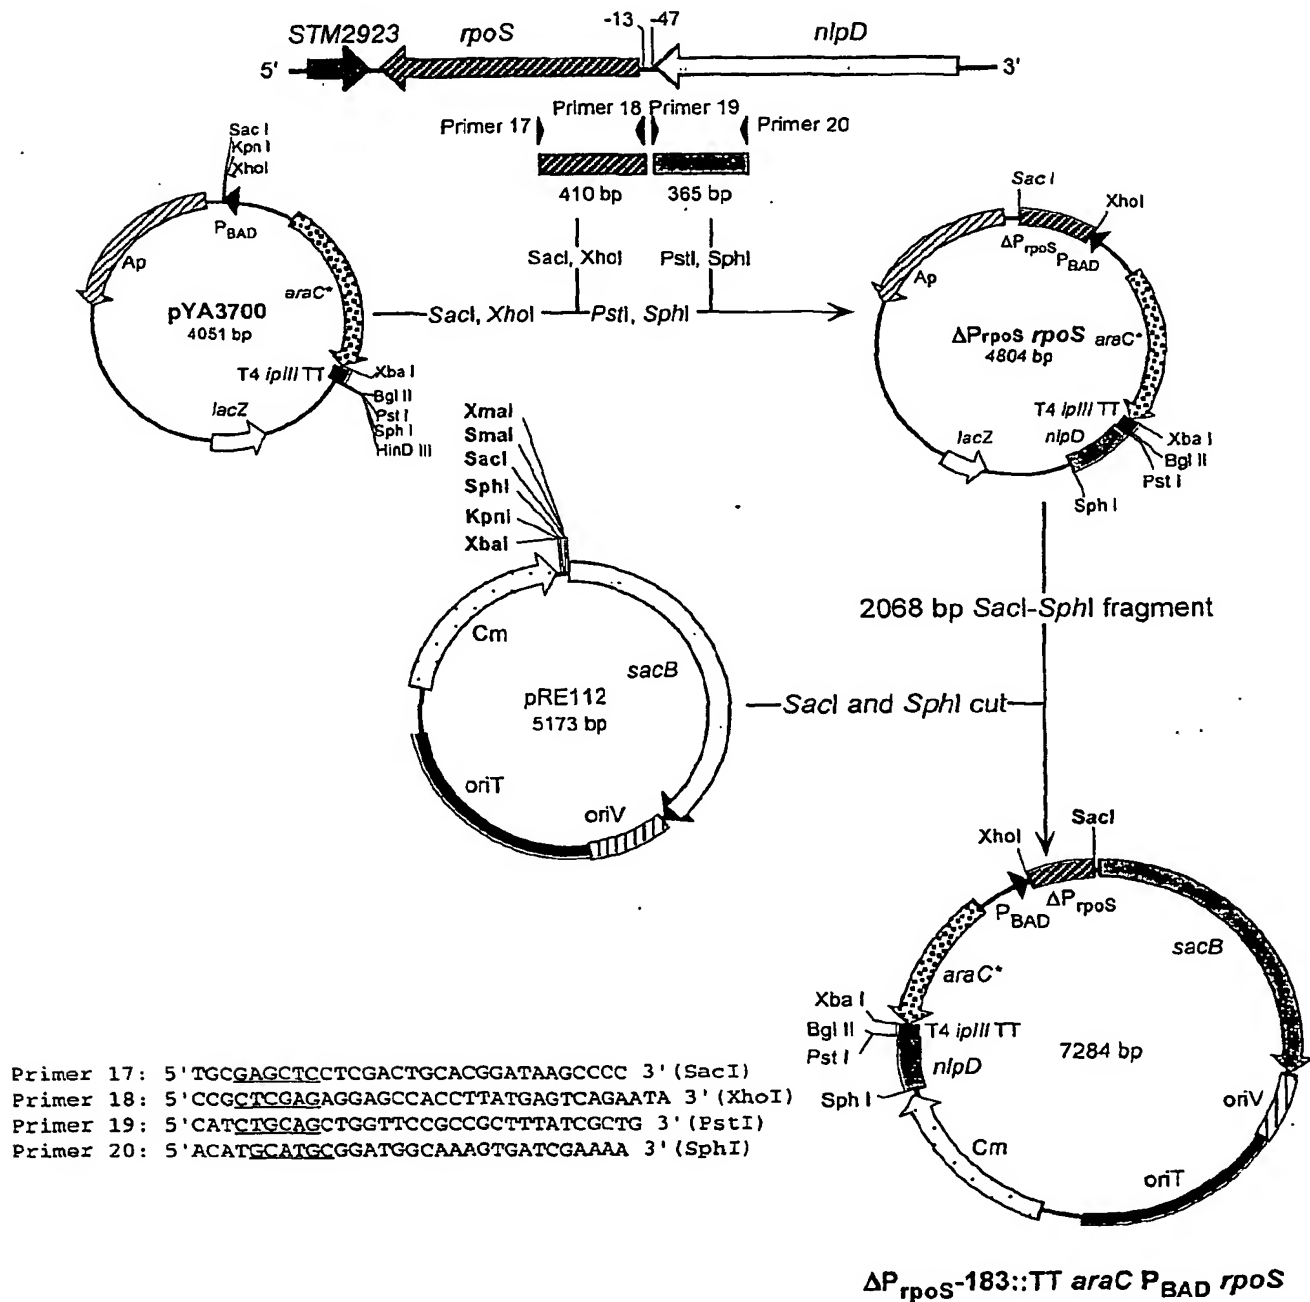 STM2923 rpoS -13 -47 nlpD
5' 3'
Primer 18 Primer 19
Primer 17 Primer 20
410 bp 365 bp
SacI, XhoI PstI, SphI
Sac I
Kpn I
XhoI
PBAD
Ap
araC*
pYA3700
4051 bp
T4 ipIII TT
Xba I
Bgl II
Pst I
Sph I
HinD III
lacZ
SacI, XhoI PstI, SphI
Sac I
XhoI
ΔPrpoS PBAD
Ap
ΔPrpoS rpoS araC*
4804 bp
T4 ipIII TT
nlpD
Xba I
Bgl II
Pst I
Sph I
lacZ
XmaI
SmaI
SacI
SphI
KpnI
XbaI
Cm
sacB
pRE112
5173 bp
oriT
oriV
2068 bp SacI-SphI fragment
SacI and SphI cut
SacI
XhoI
ΔPrpoS
PBAD
sacB
araC*
Xba I
Bgl II
Pst I
T4 ipIII TT
nlpD
7284 bp
Sph I
oriV
Cm
oriT
Primer 17: 5'TGCGAGCTCCTCGACTGCACGGATAAGCCCC 3'(SacI)
Primer 18: 5'CCGCTCGAGAGGAGCCACCTTATGAGTCAGAATA 3'(XhoI)
Primer 19: 5'CATCTGCAGCTGGTTCCGCCGCTTTATCGCTG 3'(PstI)
Primer 20: 5'ACATGCATGCGGATGGCAAAGTGATCGAAAA 3'(SphI)
ΔPrpoS-183::TT araC PBAD rpoS